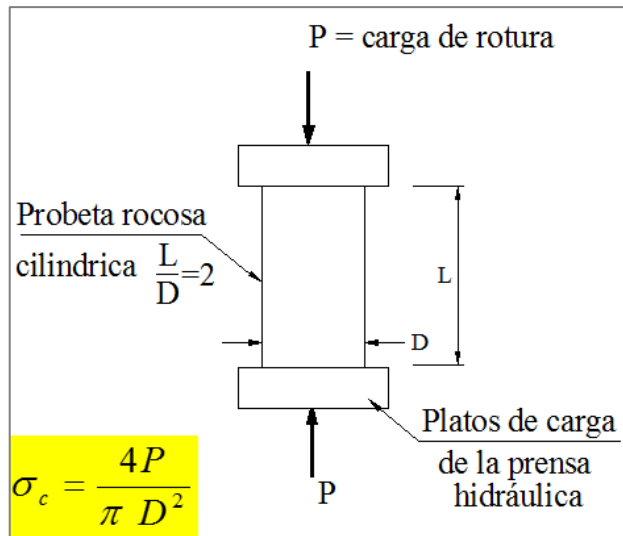 P = carga de rotura
Probeta rocosa
cilindrica L/D=2
L
D
Platos de carga
de la prensa
hidráulica
P
σc = 4P / π D²